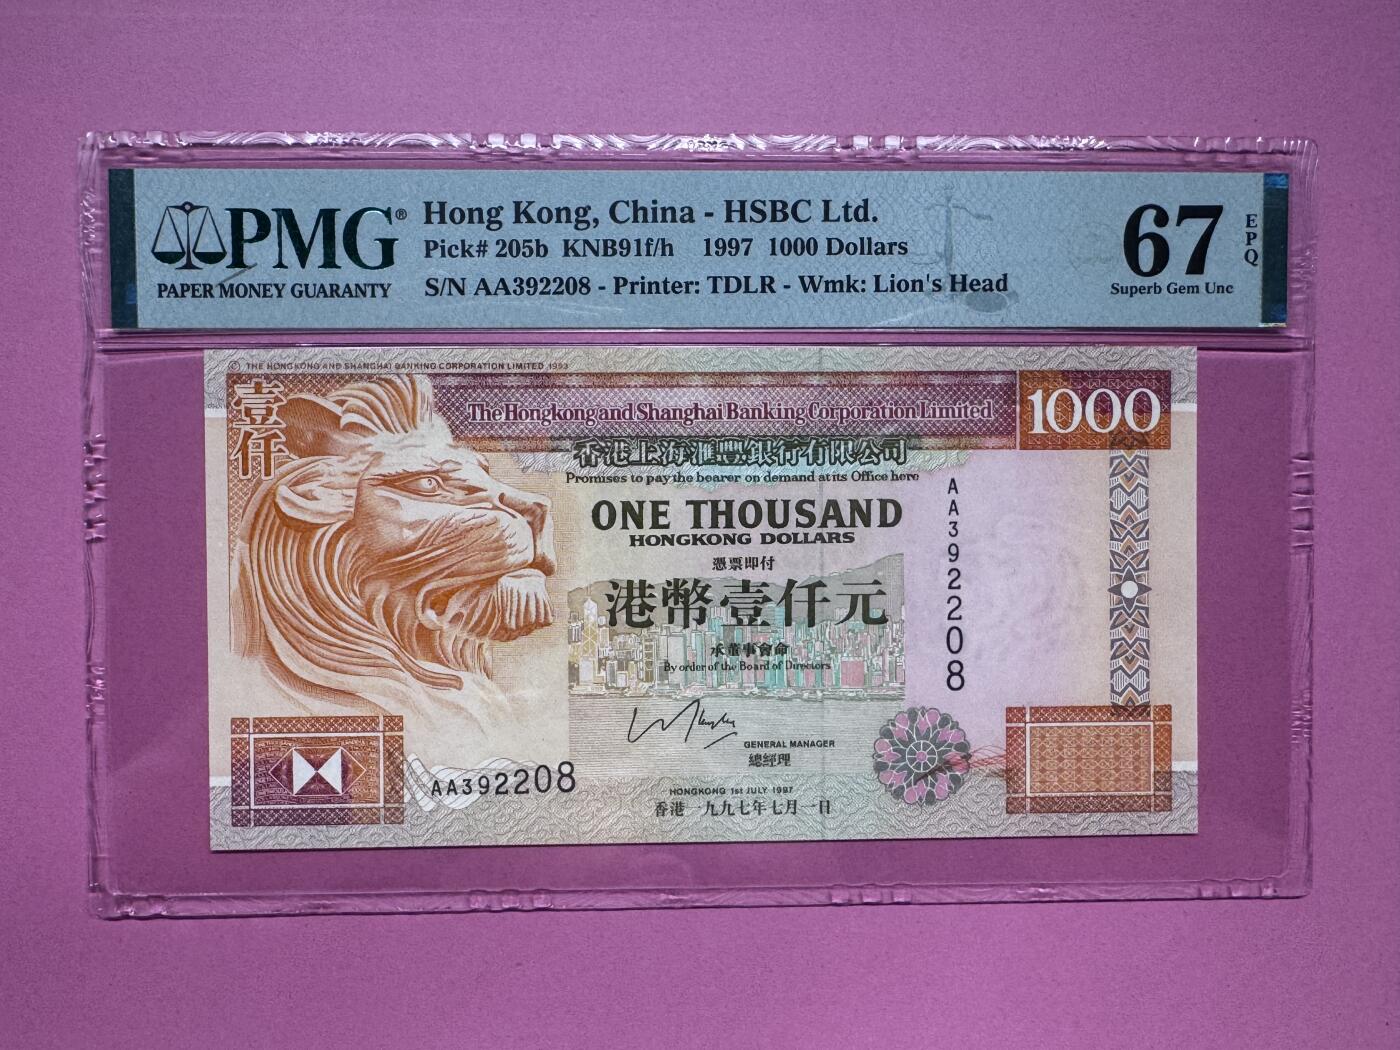 PMG®
PAPER MONEY GUARANTY
Hong Kong, China - HSBC Ltd.
Pick# 205b KNB91f/h 1997 1000 Dollars
S/N AA392208 - Printer: TDLR - Wmk: Lion's Head
67
EPQ
Superb Gem Unc
© THE HONGKONG AND SHANGHAI BANKING CORPORATION LIMITED 1993
壹仟
The Hongkong and Shanghai Banking Corporation Limited
1000
香港上海滙豐銀行有限公司
Promises to pay the bearer on demand at its Office here
ONE THOUSAND
HONGKONG DOLLARS
憑票即付
港幣壹仟元
承董事會命
By order of the Board of Directors
AA392208
GENERAL MANAGER
總經理
AA392208
HONGKONG 1st JULY 1997
香港一九九七年七月一日